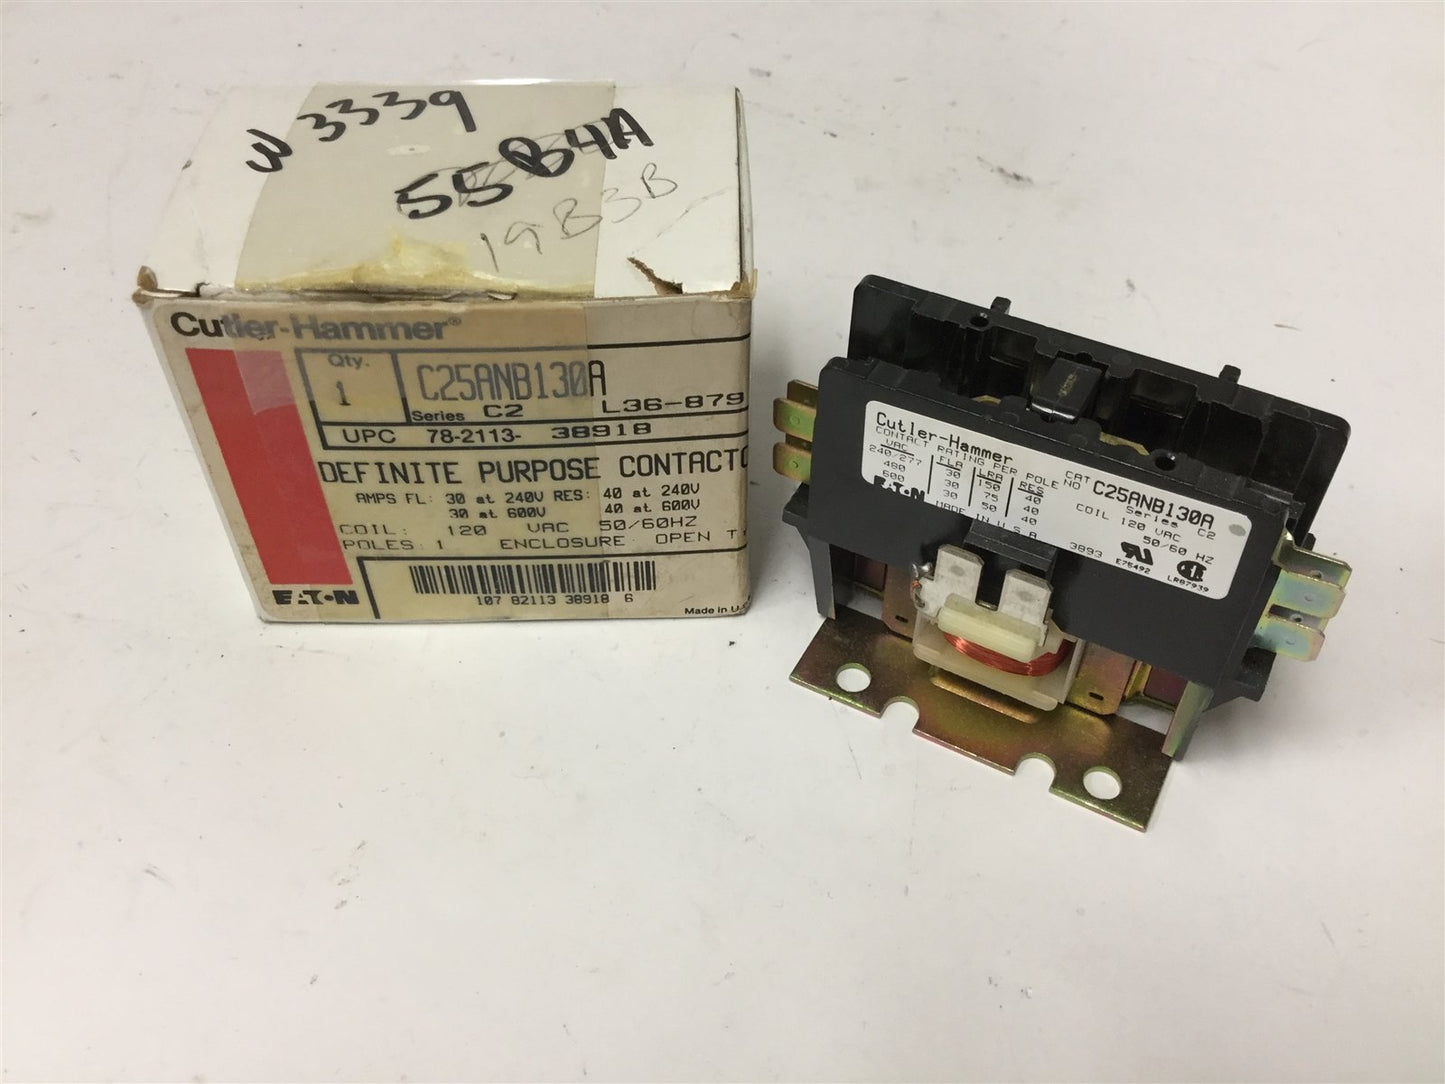 W 3339
55B4A
19B3B
Cutler-Hammer®
Qty.
1
C25ANB130A
Series C2 L36-879
UPC 78-2113- 38918
DEFINITE PURPOSE CONTACTO
AMPS FL: 30 at 240V RES: 40 at 240V
30 at 600V 40 at 600V
COIL: 120 VAC 50/60HZ
POLES: 1 ENCLOSURE: OPEN T
EATON
107 82113 38918 6
Made in U.S
Cutler-Hammer
CONTACT RATING PER POLE
VAC FLA LRA RES
240/277 30 150 40
480 30 75 40
600 30 50 40
EATON
MADE IN U.S.A
3893
CAT NO C25ANB130A
Series C2
COIL 120 VAC
50/60 HZ
E75492
LR87939